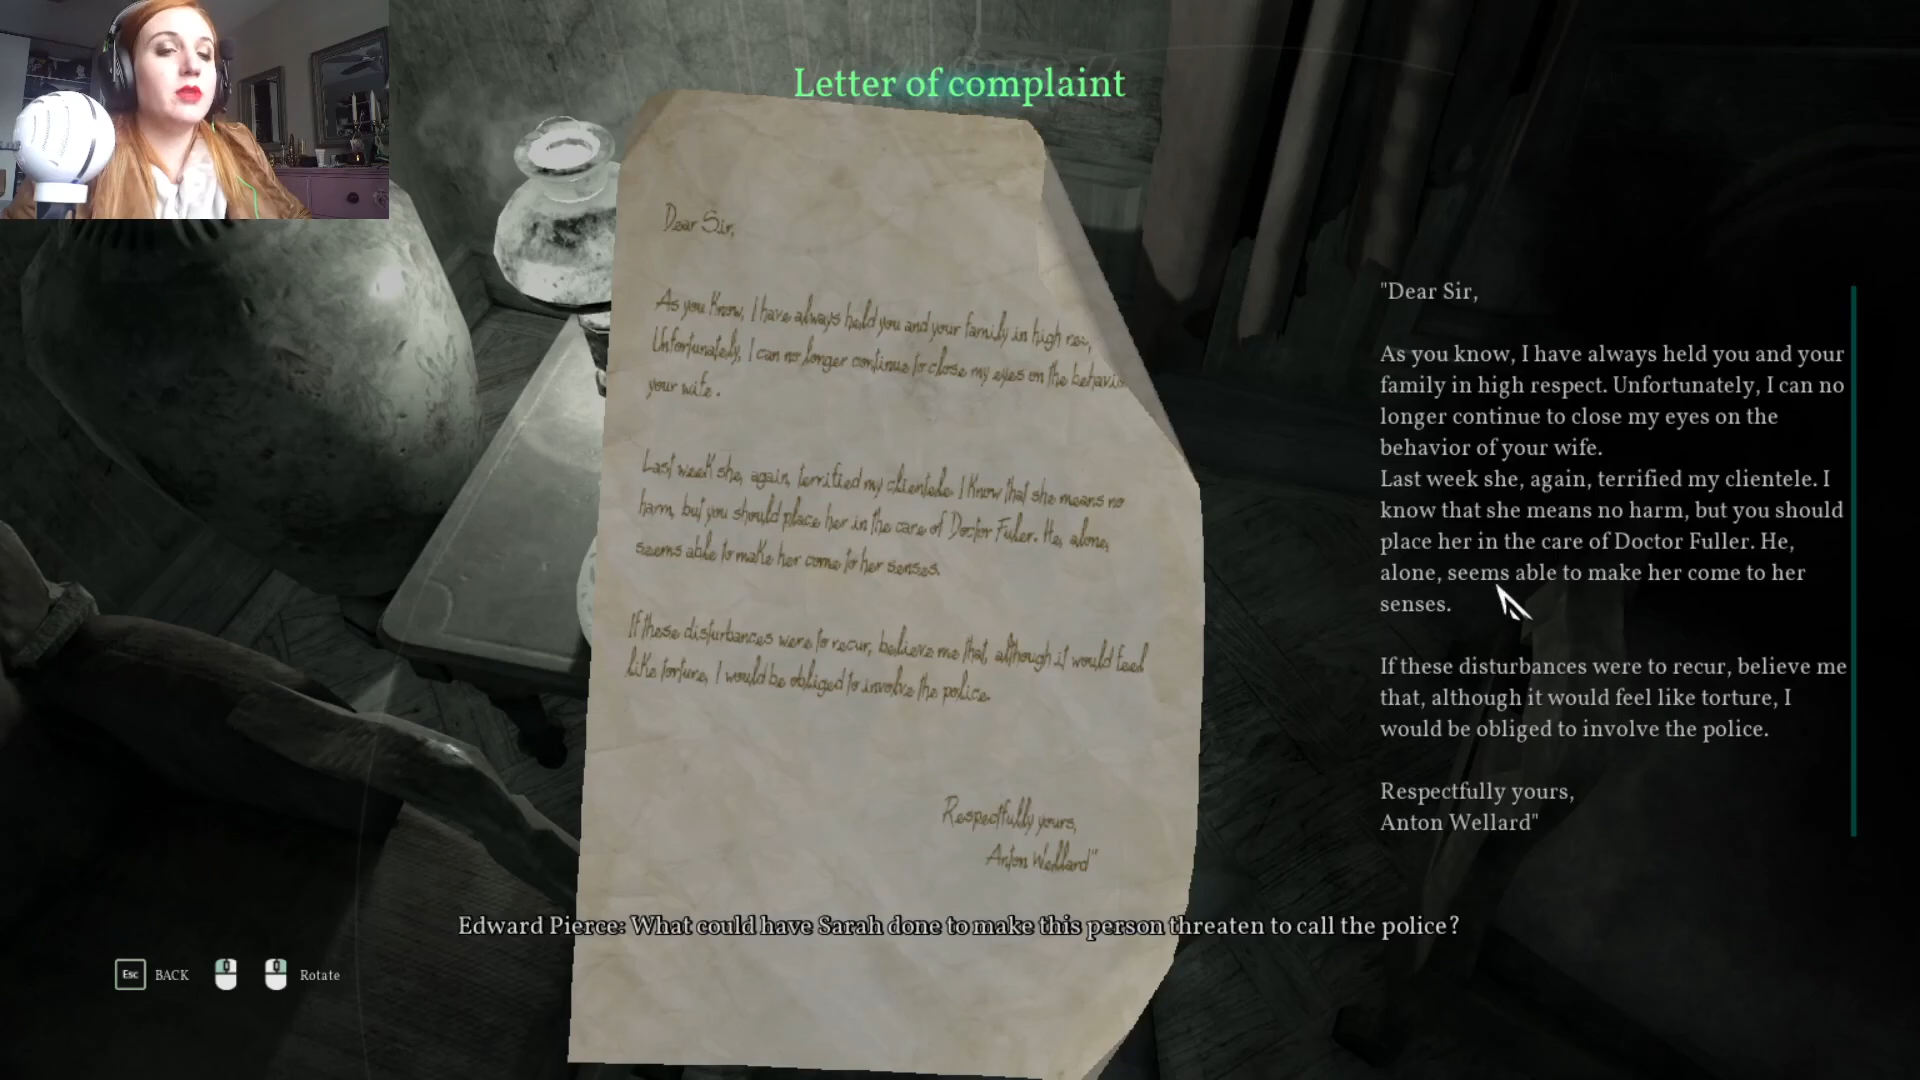 Letter of complaint
Dear Sir,
As you know, I have always held you and your family in high res
Unfortunately, I can no longer continue to close my eyes on the behavio
your wife.
Last week she, again, terrified my clientele. I know that she means no
harm, but you should place her in the care of Doctor Fuller. He, alone,
seems able to make her come to her senses.
If these disturbances were to recur, believe me that, although it would feel
like torture, I would be obliged to involve the police.
Respectfully yours,
Anton Wellard"
"Dear Sir,
As you know, I have always held you and your
family in high respect. Unfortunately, I can no
longer continue to close my eyes on the
behavior of your wife.
Last week she, again, terrified my clientele. I
know that she means no harm, but you should
place her in the care of Doctor Fuller. He,
alone, seems able to make her come to her
senses.
If these disturbances were to recur, believe me
that, although it would feel like torture, I
would be obliged to involve the police.
Respectfully yours,
Anton Wellard"
Edward Pierce: What could have Sarah done to make this person threaten to call the police?
Esc BACK Rotate